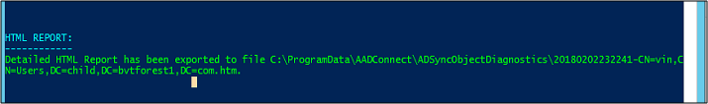 HTML REPORT:
------------
Detailed HTML Report has been exported to file C:\ProgramData\AADConnect\ADSyncObjectDiagnostics\20180202232241-CN=vin,C
N=Users,DC=child,DC=bvtforest1,DC=com.htm.